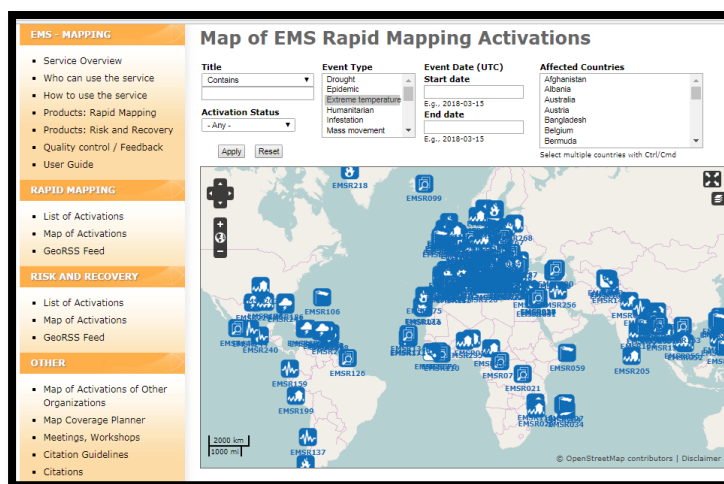 EMS - MAPPING
Service Overview
Who can use the service
How to use the service
Products: Rapid Mapping
Products: Risk and Recovery
Quality control / Feedback
User Guide
RAPID MAPPING
List of Activations
Map of Activations
GeoRSS Feed
RISK AND RECOVERY
List of Activations
Map of Activations
GeoRSS Feed
OTHER
Map of Activations of Other
Organizations
Map Coverage Planner
Meetings, Workshops
Citation Guidelines
Citations
Map of EMS Rapid Mapping Activations
Title
Contains
Activation Status
- Any -
Apply Reset
Event Type
Drought
Epidemic
Extreme temperature
Humanitarian
Infestation
Mass movement
Event Date (UTC)
Start date
E.g., 2018-03-15
End date
E.g., 2018-03-15
Affected Countries
Afghanistan
Albania
Australia
Austria
Bangladesh
Belgium
Bermuda
Select multiple countries with Ctrl/Cmd
EMSR218
EMSR099
EMSR106
EMSR256
EMSR240
EMSR126
EMSR159
EMSR059
EMSR205
EMSR021
EMSR199
EMSR137
2000 km
1000 mi
© OpenStreetMap contributors | Disclaimer